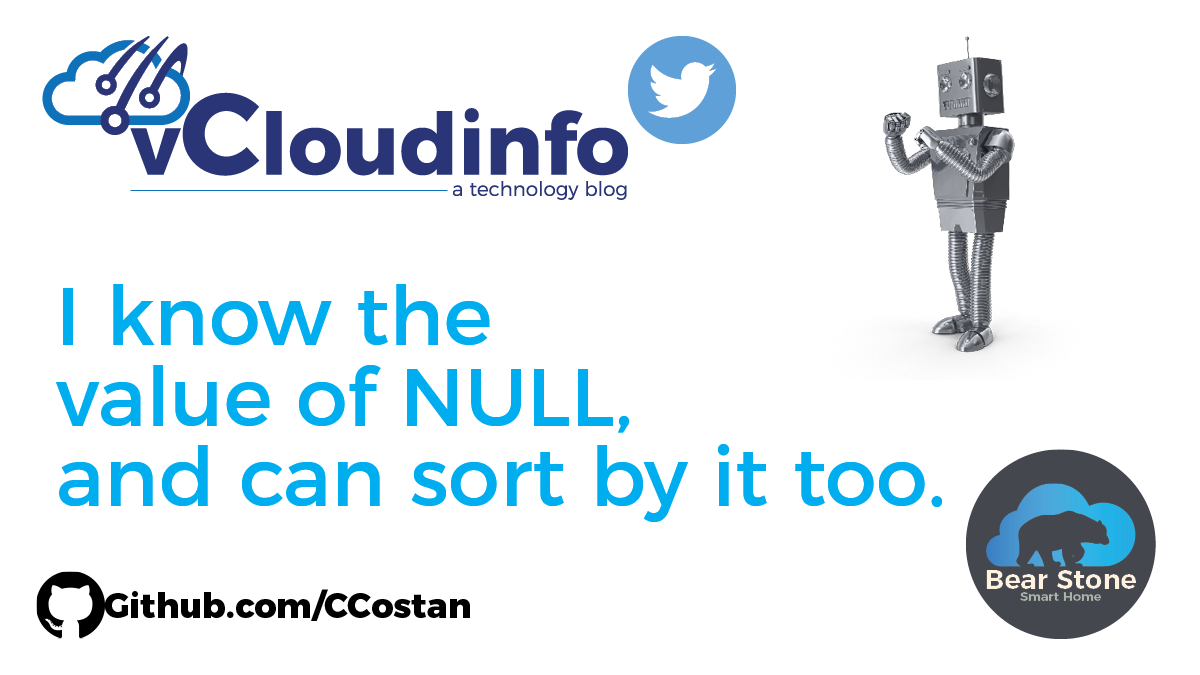 vCloudinfo
a technology blog
I know the
value of NULL,
and can sort by it too.
Bear Stone
Smart Home
Github.com/CCostan